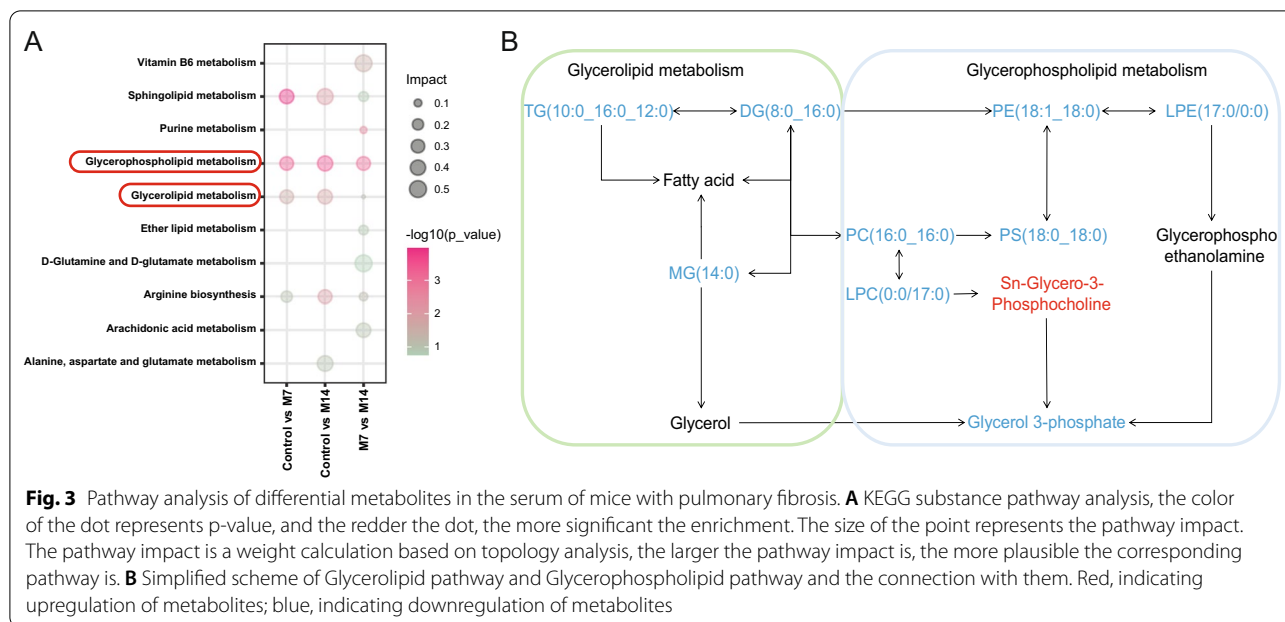 A
Vitamin B6 metabolism
Sphingolipid metabolism
Purine metabolism
Glycerophospholipid metabolism
Glycerolipid metabolism
Ether lipid metabolism
D-Glutamine and D-glutamate metabolism
Arginine biosynthesis
Arachidonic acid metabolism
Alanine, aspartate and glutamate metabolism
Control vs M7
Control vs M14
M7 vs M14
Impact
0.1
0.2
0.3
0.4
0.5
-log10(p_value)
3
2
1
B
Glycerolipid metabolism
Glycerophospholipid metabolism
TG(10:0_16:0_12:0)
DG(8:0_16:0)
PE(18:1_18:0)
LPE(17:0/0:0)
Fatty acid
PC(16:0_16:0)
PS(18:0_18:0)
Glycerophospho
ethanolamine
MG(14:0)
LPC(0:0/17:0)
Sn-Glycero-3-
Phosphocholine
Glycerol
Glycerol 3-phosphate
Fig. 3 Pathway analysis of differential metabolites in the serum of mice with pulmonary fibrosis. A KEGG substance pathway analysis, the color
of the dot represents p-value, and the redder the dot, the more significant the enrichment. The size of the point represents the pathway impact.
The pathway impact is a weight calculation based on topology analysis, the larger the pathway impact is, the more plausible the corresponding
pathway is. B Simplified scheme of Glycerolipid pathway and Glycerophospholipid pathway and the connection with them. Red, indicating
upregulation of metabolites; blue, indicating downregulation of metabolites